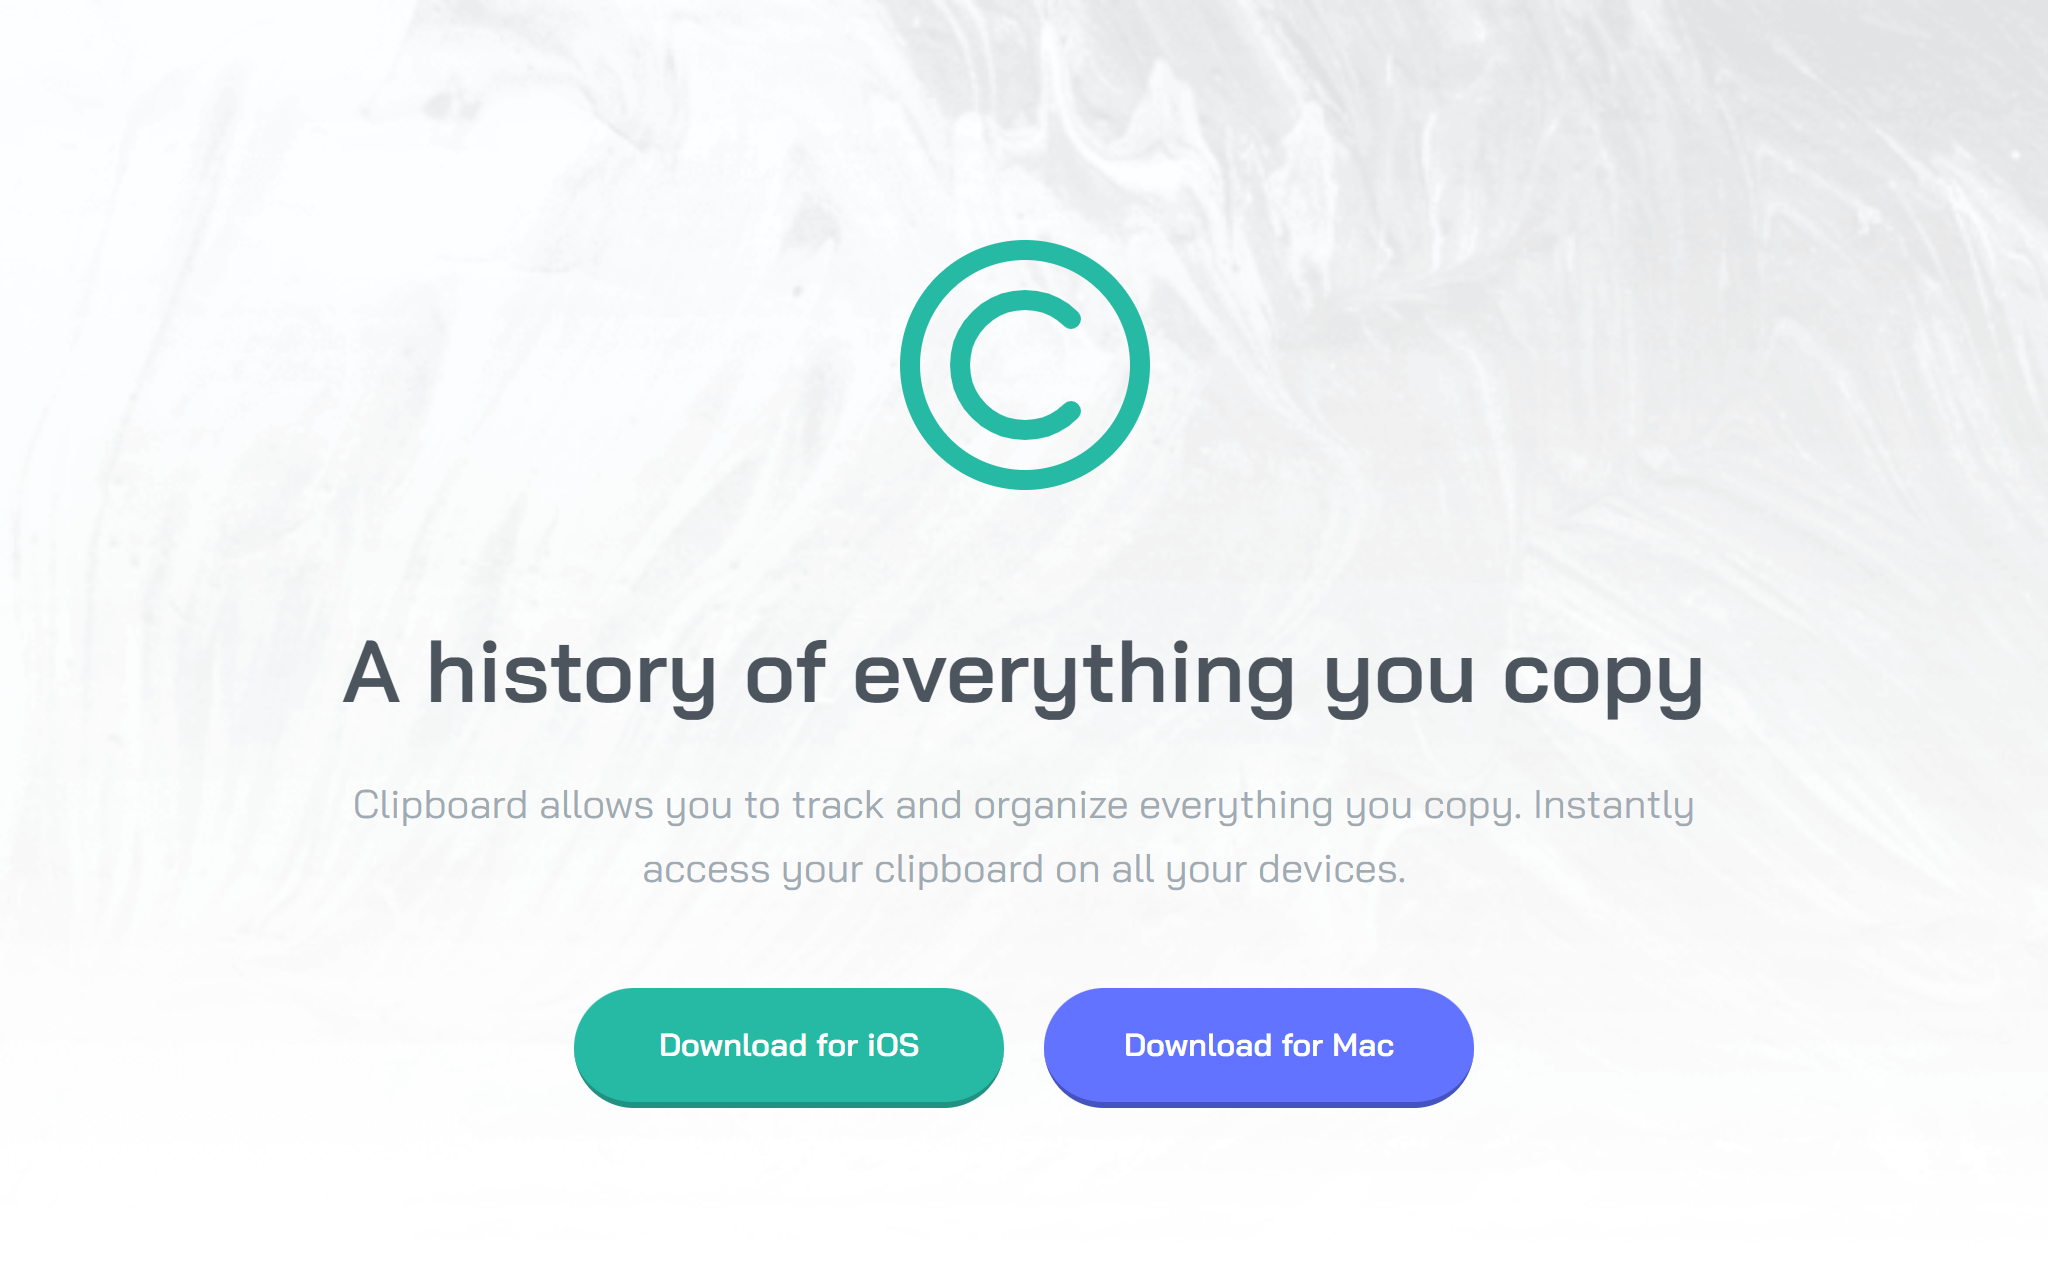 A history of everything you copy
Clipboard allows you to track and organize everything you copy. Instantly
access your clipboard on all your devices.
Download for iOS
Download for Mac